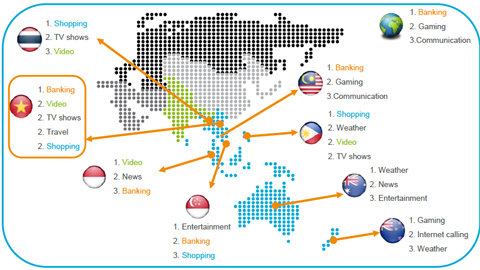 1. Shopping
2. TV shows
3. Video
1. Banking
2. Gaming
3.Communication
1. Banking
2. Video
2. TV shows
2. Travel
2. Shopping
1. Banking
2. Gaming
3.Communication
1. Shopping
2. Weather
2. Video
2. TV shows
1. Video
2. News
3. Banking
1. Weather
2. News
3. Entertainment
1. Entertainment
2. Banking
3. Shopping
1. Gaming
2. Internet calling
3. Weather